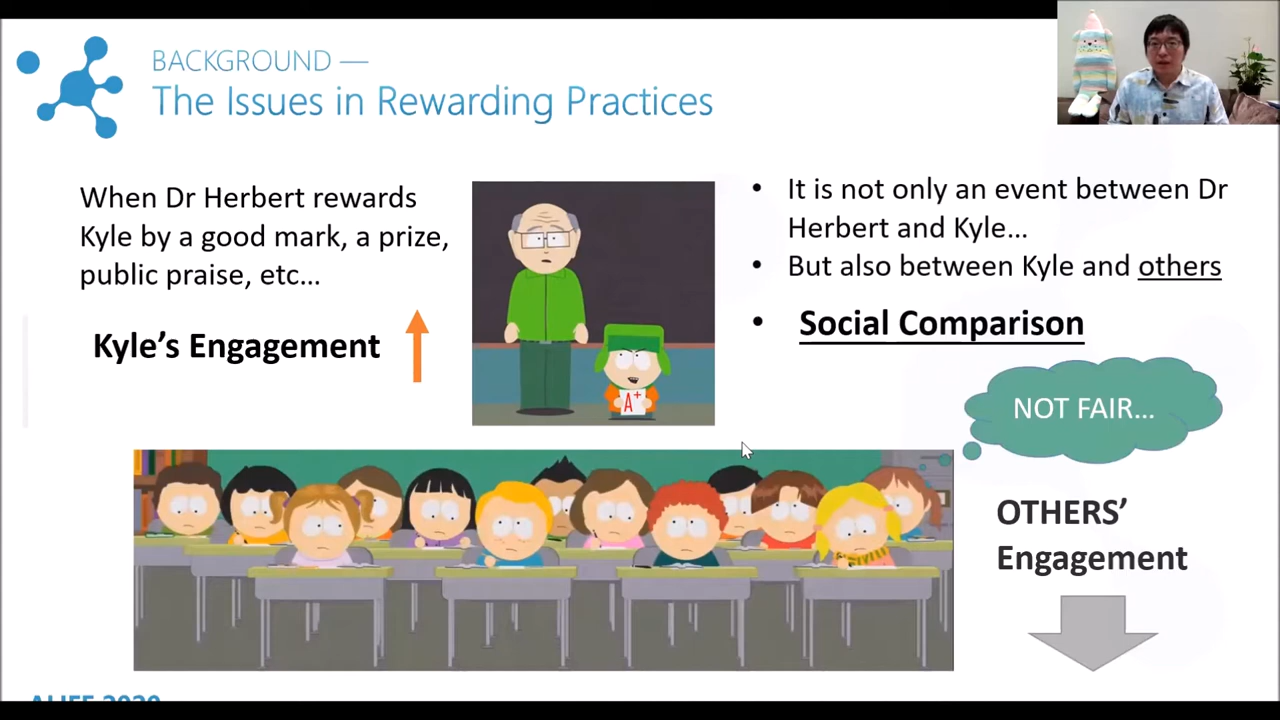 BACKGROUND —
The Issues in Rewarding Practices
When Dr Herbert rewards
Kyle by a good mark, a prize,
public praise, etc...
Kyle's Engagement
A+
• It is not only an event between Dr
Herbert and Kyle...
• But also between Kyle and others
• Social Comparison
NOT FAIR...
OTHERS'
Engagement